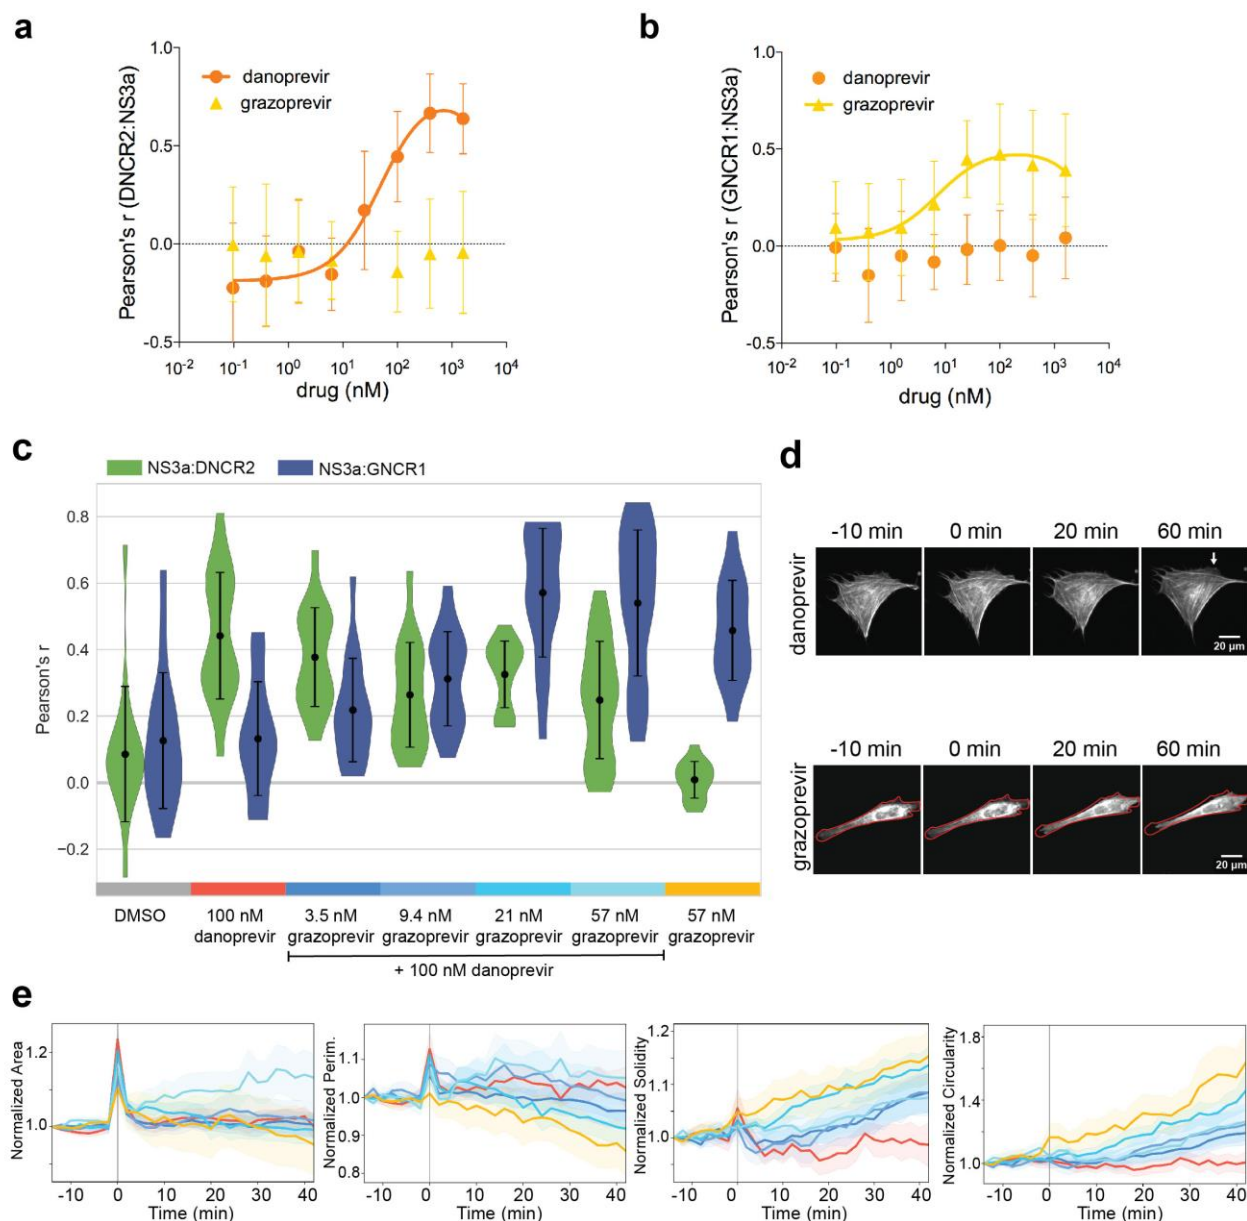 a
1.0
0.5
0.0
-0.5
Pearson's r (DNCR2:NS3a)
danoprevir
grazoprevir
10-2 10-1 100 101 102 103 104
drug (nM)
b
1.0
0.5
0.0
-0.5
Pearson's r (GNCR1:NS3a)
danoprevir
grazoprevir
10-2 10-1 100 101 102 103 104
drug (nM)
c
NS3a:DNCR2 NS3a:GNCR1
0.8
0.6
0.4
0.2
0.0
−0.2
Pearson's r
DMSO
100 nM
danoprevir
3.5 nM
grazoprevir
9.4 nM
grazoprevir
21 nM
grazoprevir
57 nM
grazoprevir
57 nM
grazoprevir
+ 100 nM danoprevir
d
-10 min 0 min 20 min 60 min
danoprevir
20 µm
-10 min 0 min 20 min 60 min
grazoprevir
20 µm
e
Normalized Area
1.2
1.0
-10 0 10 20 30 40
Time (min)
Normalized Perim.
1.1
1.0
0.9
0.8
-10 0 10 20 30 40
Time (min)
Normalized Solidity
1.2
1.1
1.0
-10 0 10 20 30 40
Time (min)
Normalized Circularity
1.8
1.4
1.0
-10 0 10 20 30 40
Time (min)